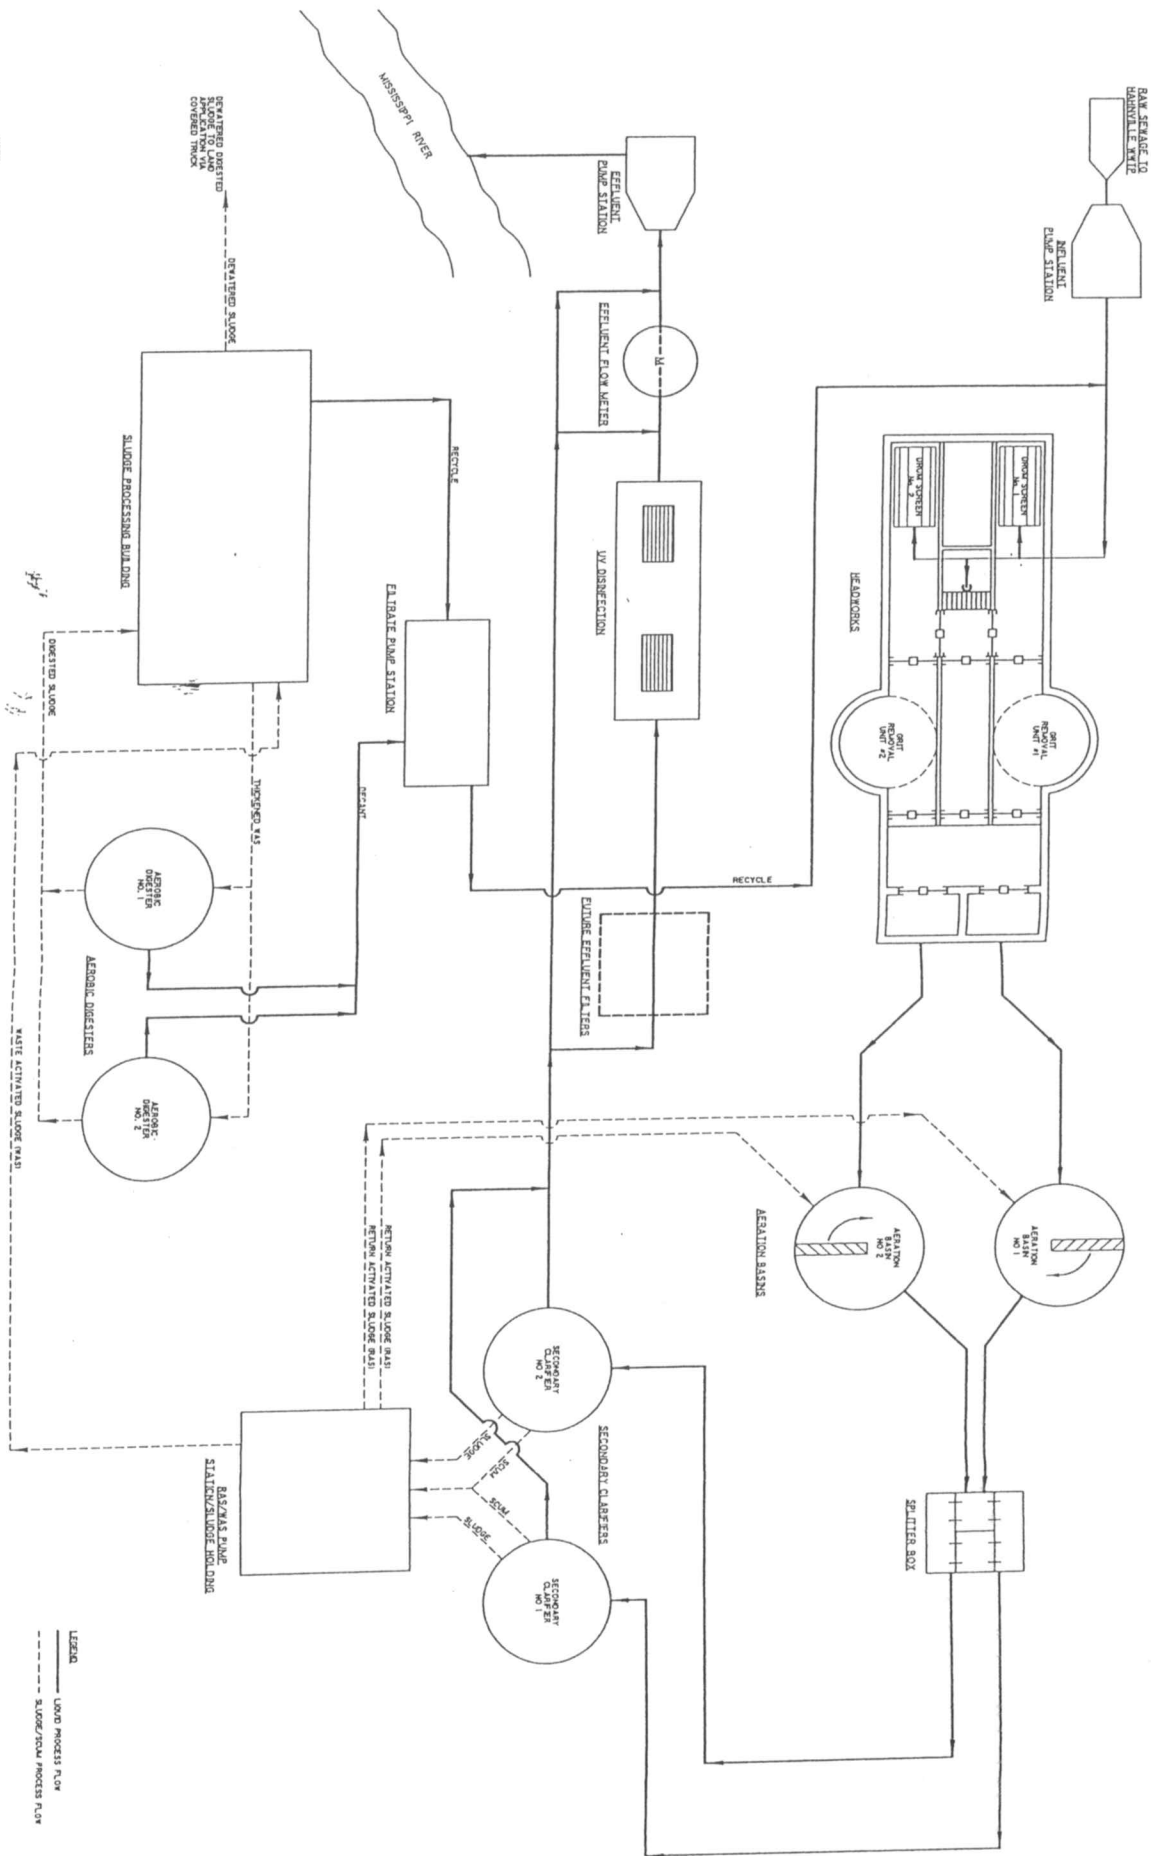 RAW SEWAGE TO
HAHNVILLE WWTP
INFLUENT
PUMP STATION
DRUM SCREEN
No. 1
DRUM SCREEN
No. 2
HEADWORKS
GRIT
REMOVAL
UNIT #1
GRIT
REMOVAL
UNIT #2
AERATION
BASIN
NO 1
AERATION
BASIN
NO 2
AERATION BASINS
SPLITTER BOX
MISSISSIPPI RIVER
EFFLUENT
PUMP STATION
EFFLUENT FLOW METER
M
UV DISINFECTION
FUTURE EFFLUENT FILTERS
RECYCLE
SECONDARY
CLARIFIER
NO 2
SECONDARY CLARIFIERS
SECONDARY
CLARIFIER
NO 1
SLUDGE
SCUM
SCUM
SLUDGE
RETURN ACTIVATED SLUDGE (RAS)
RETURN ACTIVATED SLUDGE (RAS)
RAS/WAS PUMP
STATION/SLUDGE HOLDING
RECYCLE
FILTRATE PUMP STATION
DECANT
DEWATERED DIGESTED
SLUDGE TO LAND
APPLICATION VIA
COVERED TRUCK
DEWATERED SLUDGE
SLUDGE PROCESSING BUILDING
DIGESTED SLUDGE
THICKENED WAS
AEROBIC
DIGESTER
NO. 1
AEROBIC DIGESTERS
AEROBIC
DIGESTER
NO. 2
WASTE ACTIVATED SLUDGE (WAS)
LEGEND
LIQUID PROCESS FLOW
SLUDGE/SCUM PROCESS FLOW